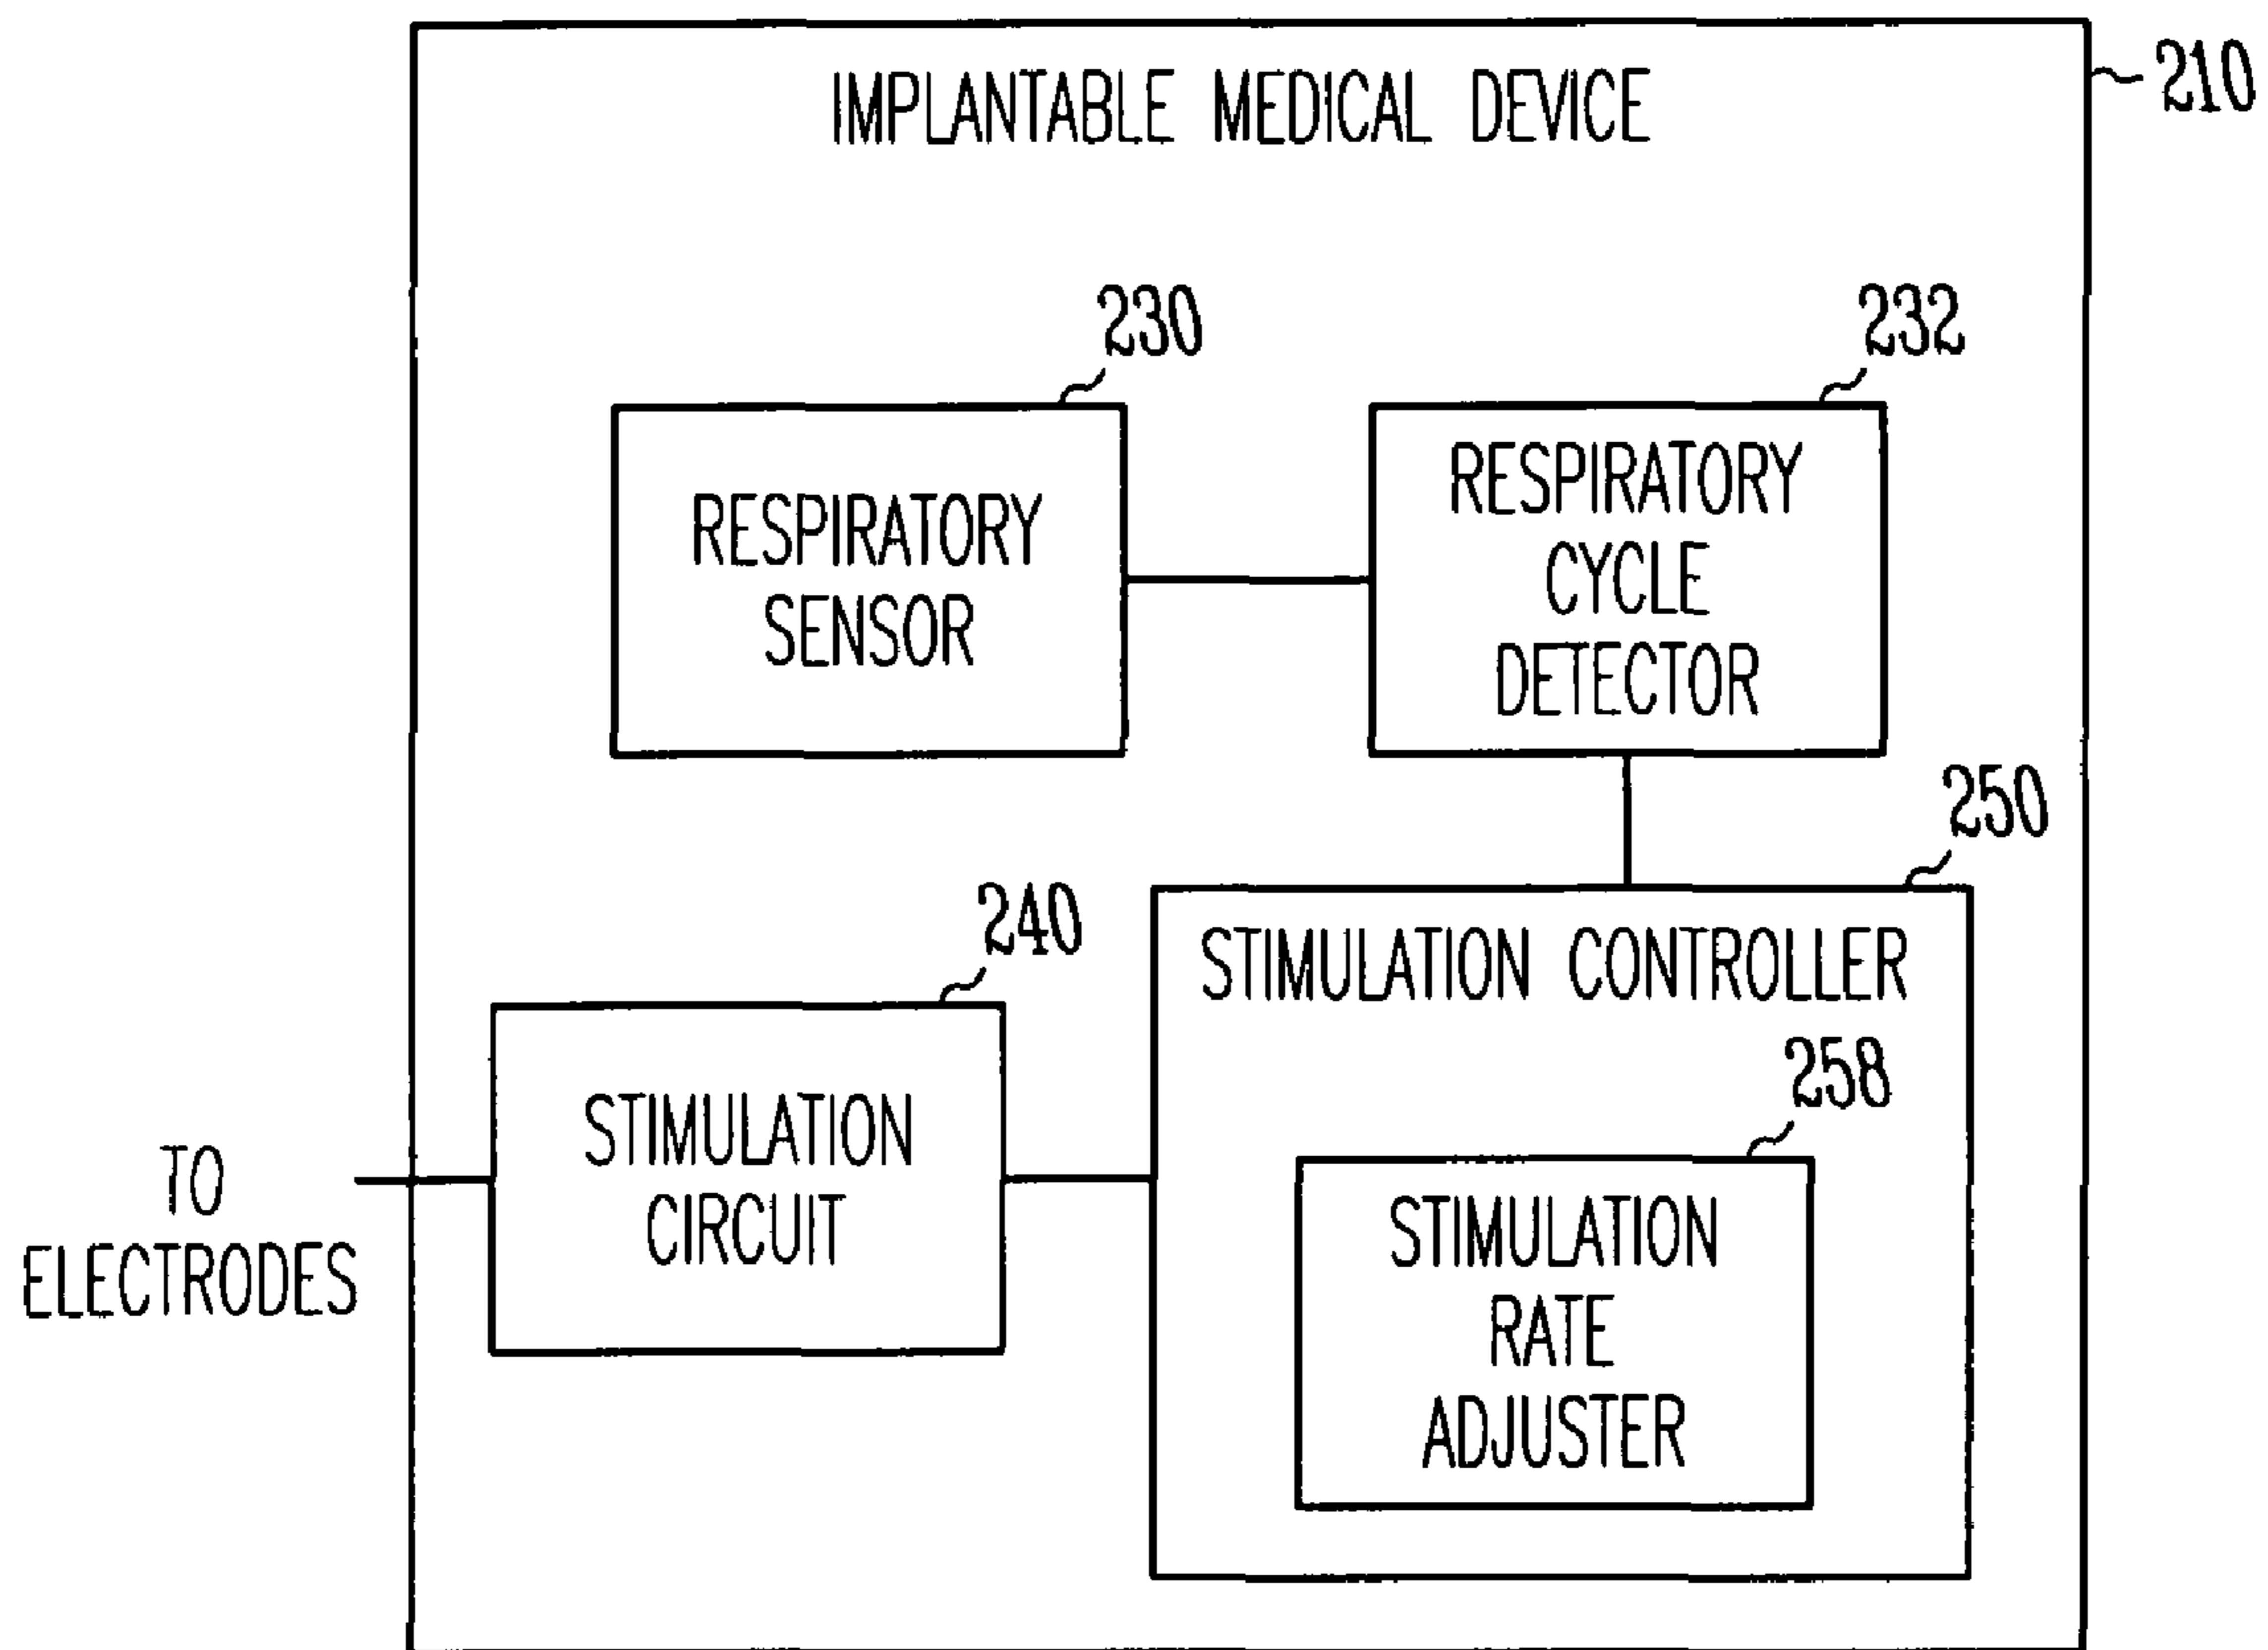 IMPLANTABLE MEDICAL DEVICE
210
230
232
RESPIRATORY
SENSOR
RESPIRATORY
CYCLE
DETECTOR
250
240
STIMULATION CONTROLLER
258
STIMULATION
CIRCUIT
TO
ELECTRODES
STIMULATION
RATE
ADJUSTER